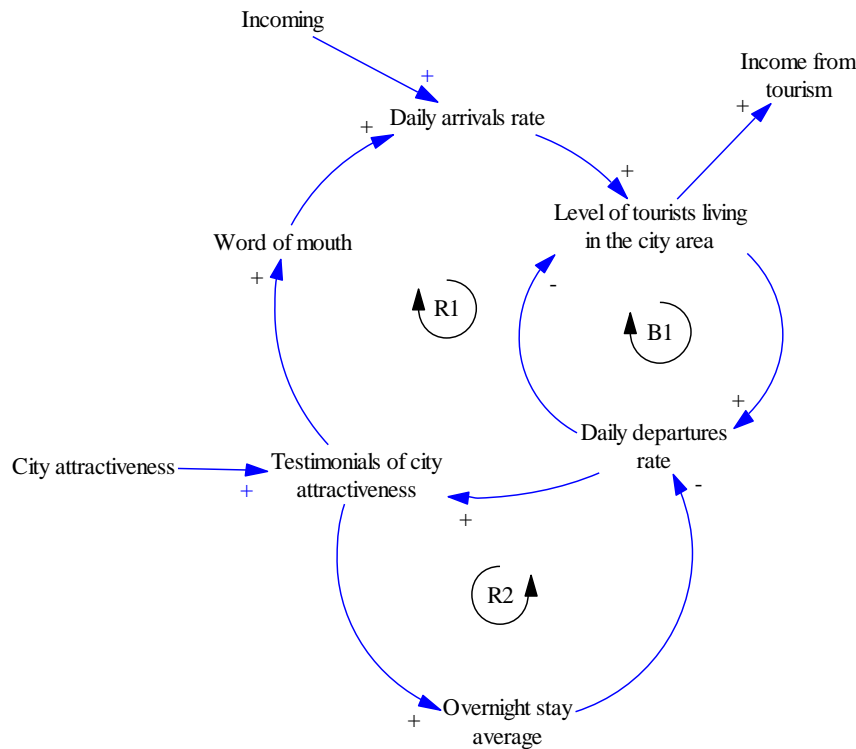 Incoming
Income from
tourism
+
+
Daily arrivals rate
+
+
Level of tourists living
in the city area
Word of mouth
+
-
R1
B1
+
Daily departures
rate
City attractiveness
Testimonials of city
attractiveness
+
-
+
R2
+
Overnight stay
average